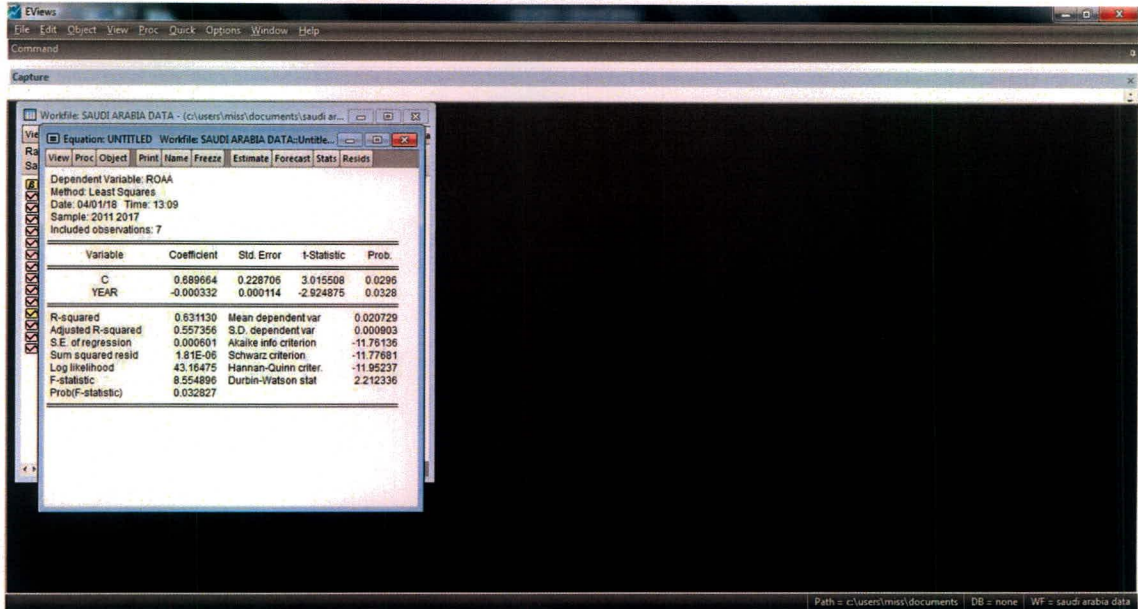 EViews
File Edit Object View Proc Quick Options Window Help
Command
Capture
Workfile: SAUDI ARABIA DATA - (c:\users\miss\documents\saudi ar...
Vie
Equation: UNTITLED Workfile: SAUDI ARABIA DATA::Untitle...
Ra
View Proc Object Print Name Freeze Estimate Forecast Stats Resids
Sa
Dependent Variable: ROAA
Method: Least Squares
Date: 04/01/18 Time: 13:09
Sample: 2011 2017
Included observations: 7
Variable Coefficient Std. Error t-Statistic Prob.
C 0.689664 0.228706 3.015508 0.0296
YEAR -0.000332 0.000114 -2.924875 0.0328
R-squared 0.631130 Mean dependent var 0.020729
Adjusted R-squared 0.557356 S.D. dependent var 0.000903
S.E. of regression 0.000601 Akaike info criterion -11.76136
Sum squared resid 1.81E-06 Schwarz criterion -11.77681
Log likelihood 43.16475 Hannan-Quinn criter. -11.95237
F-statistic 8.554896 Durbin-Watson stat 2.212336
Prob(F-statistic) 0.032827
Path = c:\users\miss\documents DB = none WF = saudi arabia data